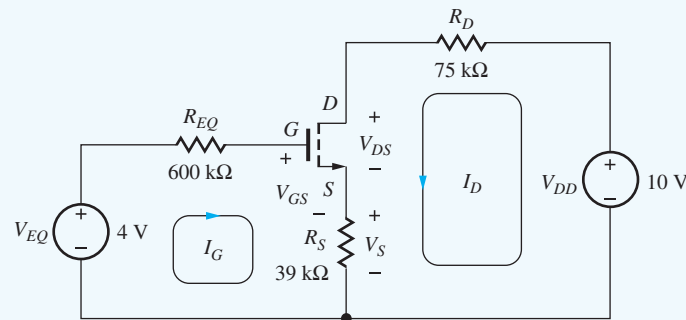 R_D
75 kΩ
D
R_EQ
G
+
+
V_DS
−
600 kΩ
S
V_GS
−
I_D
V_DD
+
−
10 V
V_EQ
+
−
4 V
I_G
R_S
39 kΩ
+
V_S
−